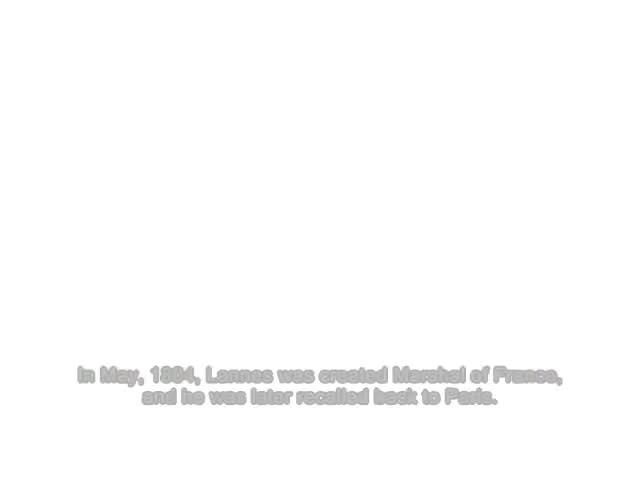 In May, 1804, Lannes was created Marshal of France,
and he was later recalled back to Paris.